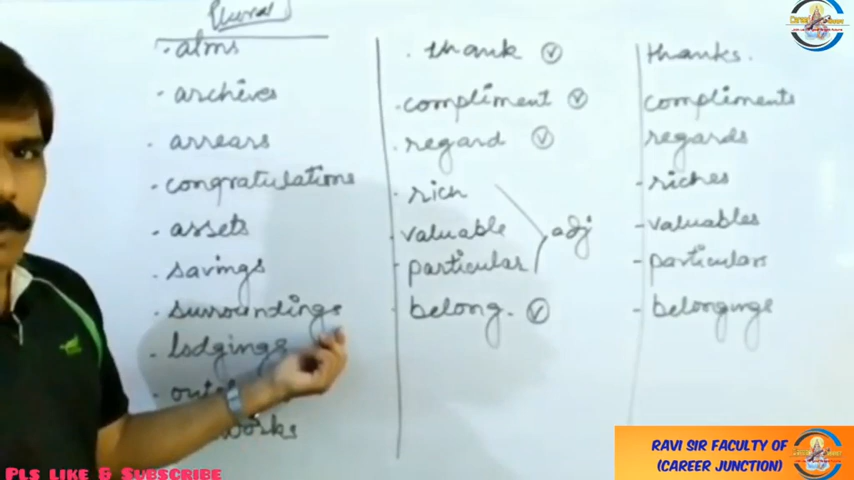 Plural
· alms
· archives
· arrears
· congratulations
· assets
· savings
· surroundings
· lodgings
· thank (v)
· compliment (v)
· regard (v)
· rich
· valuable
- particular
adj
· belong. (v)
thanks.
compliments
regards
- riches
- valuables
- particulars
- belongings
RAVI SIR FACULTY OF
(CAREER JUNCTION)
Pls like & Subscribe